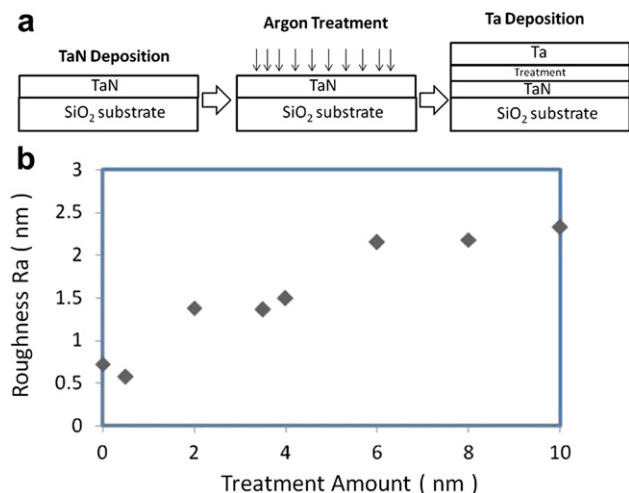 a
TaN Deposition
Argon Treatment
Ta Deposition
TaN
SiO2 substrate
TaN
SiO2 substrate
Ta
Treatment
TaN
SiO2 substrate
b
Roughness Ra ( nm )
3
2.5
2
1.5
1
0.5
0
0 2 4 6 8 10
Treatment Amount ( nm )